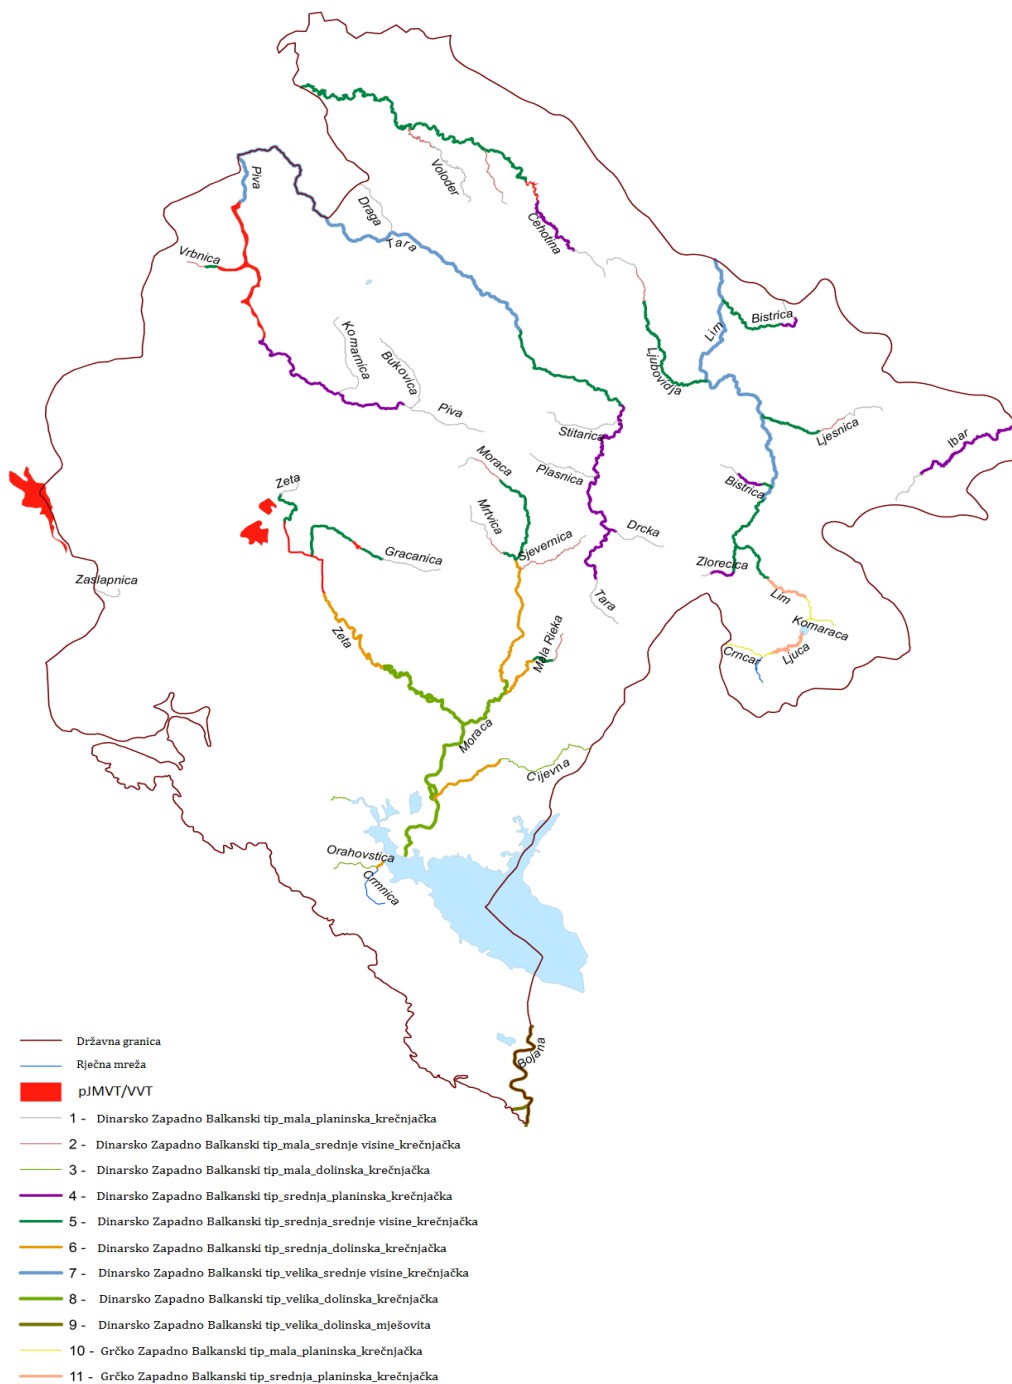 Piva
Voloder
Draga
Tara
Cehotina
Vrbnica
Lim
Bistrica
Komarnica
Bukovica
Ljubovidja
Piva
Stitarica
Ljesnica
Ibar
Moraca
Plasnica
Zeta
Bistrica
Mrtvica
Sjevernica
Drcka
Gracanica
Zlorecica
Zaslapnica
Tara
Lim
Komaraca
Zeta
Mala Rieka
Crncar
Ljuca
Moraca
Cijevna
Orahovstica
Crmnica
Bojana
Državna granica
Rječna mreža
pJMVT/VVT
1 - Dinarsko Zapadno Balkanski tip_mala_planinska_krečnjačka
2 - Dinarsko Zapadno Balkanski tip_mala_srednje visine_krečnjačka
3 - Dinarsko Zapadno Balkanski tip_mala_dolinska_krečnjačka
4 - Dinarsko Zapadno Balkanski tip_srednja_planinska_krečnjačka
5 - Dinarsko Zapadno Balkanski tip_srednja_srednje visine_krečnjačka
6 - Dinarsko Zapadno Balkanski tip_srednja_dolinska_krečnjačka
7 - Dinarsko Zapadno Balkanski tip_velika_srednje visine_krečnjačka
8 - Dinarsko Zapadno Balkanski tip_velika_dolinska_krečnjačka
9 - Dinarsko Zapadno Balkanski tip_velika_dolinska_mješovita
10 - Grčko Zapadno Balkanski tip_mala_planinska_krečnjačka
11 - Grčko Zapadno Balkanski tip_srednja_planinska_krečnjačka